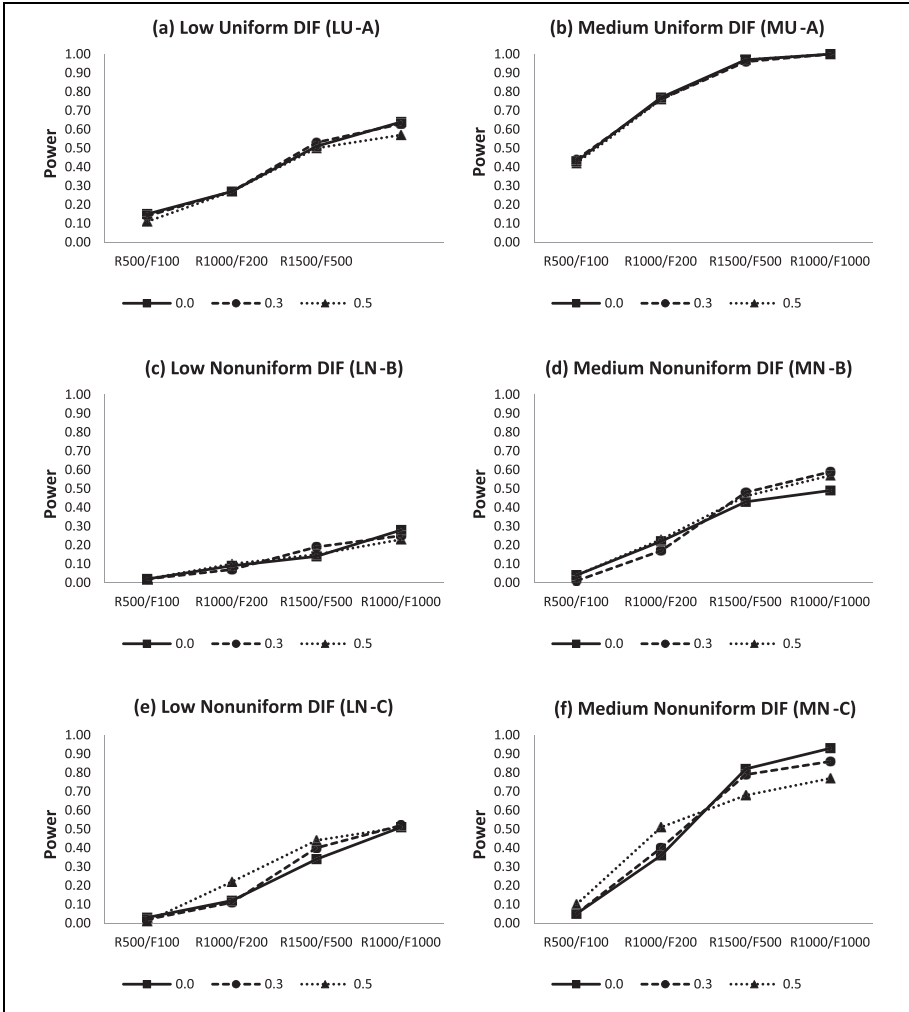 (a) Low Uniform DIF (LU-A)
Power
1.00
0.90
0.80
0.70
0.60
0.50
0.40
0.30
0.20
0.10
0.00
R500/F100 R1000/F200 R1500/F500
0.0 0.3 0.5
(b) Medium Uniform DIF (MU-A)
Power
1.00
0.90
0.80
0.70
0.60
0.50
0.40
0.30
0.20
0.10
0.00
R500/F100 R1000/F200 R1500/F500 R1000/F1000
0.0 0.3 0.5
(c) Low Nonuniform DIF (LN-B)
Power
1.00
0.90
0.80
0.70
0.60
0.50
0.40
0.30
0.20
0.10
0.00
R500/F100 R1000/F200 R1500/F500 R1000/F1000
0.0 0.3 0.5
(d) Medium Nonuniform DIF (MN-B)
Power
1.00
0.90
0.80
0.70
0.60
0.50
0.40
0.30
0.20
0.10
0.00
R500/F100 R1000/F200 R1500/F500 R1000/F1000
0.0 0.3 0.5
(e) Low Nonuniform DIF (LN-C)
Power
1.00
0.90
0.80
0.70
0.60
0.50
0.40
0.30
0.20
0.10
0.00
R500/F100 R1000/F200 R1500/F500 R1000/F1000
0.0 0.3 0.5
(f) Medium Nonuniform DIF (MN-C)
Power
1.00
0.90
0.80
0.70
0.60
0.50
0.40
0.30
0.20
0.10
0.00
R500/F100 R1000/F200 R1500/F500 R1000/F1000
0.0 0.3 0.5